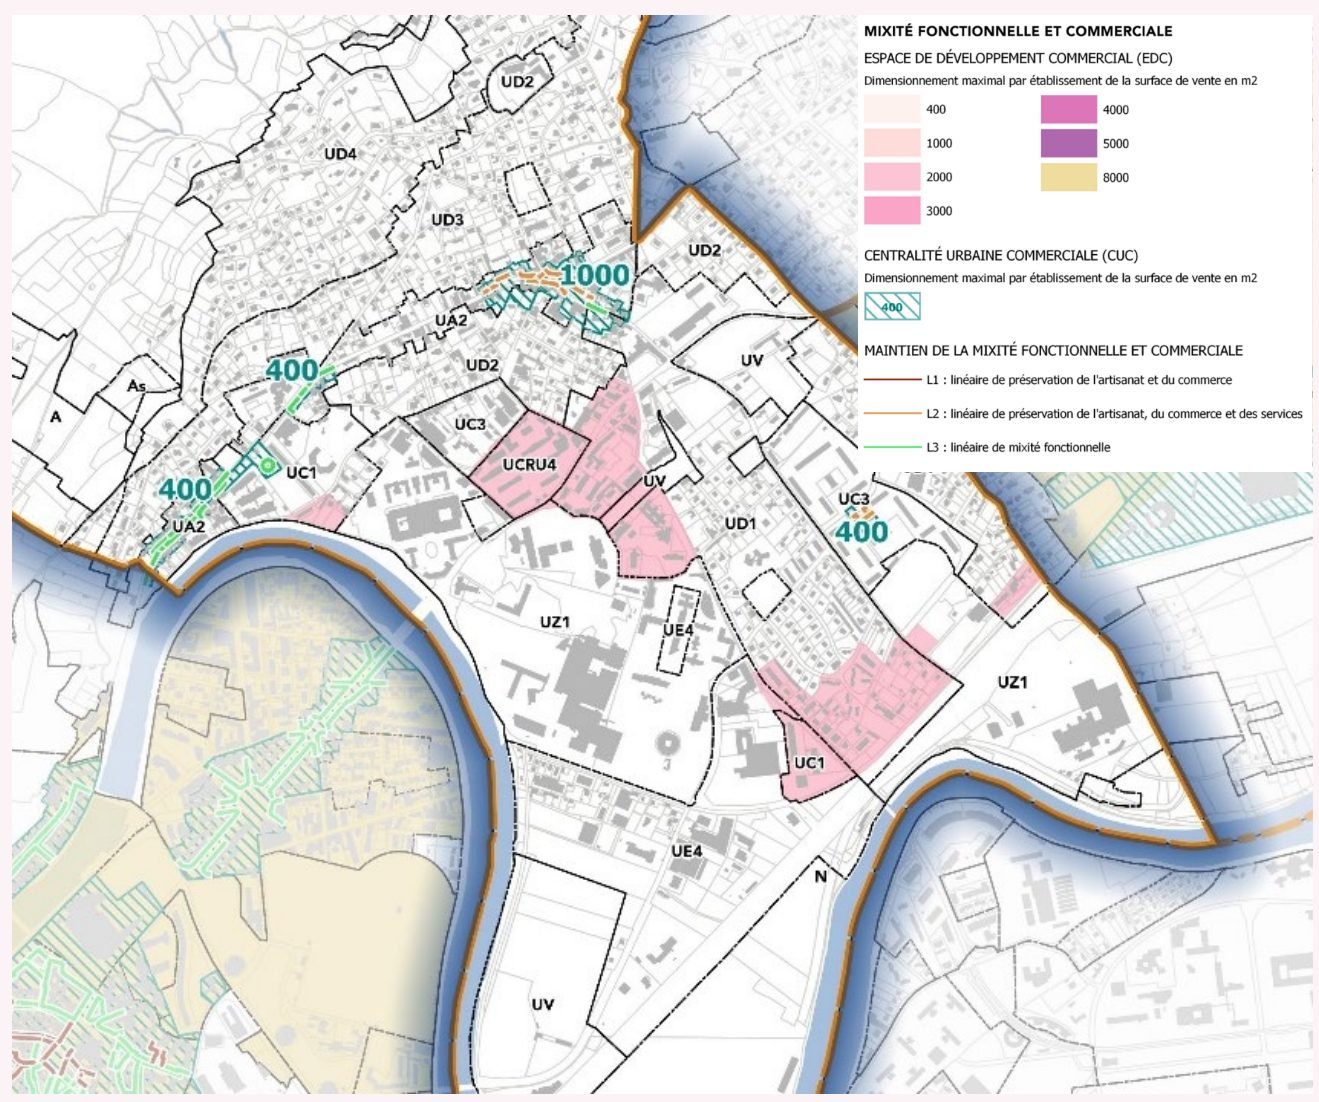 MIXITÉ FONCTIONNELLE ET COMMERCIALE
ESPACE DE DÉVELOPPEMENT COMMERCIAL (EDC)
Dimensionnement maximal par établissement de la surface de vente en m2
400
4000
1000
5000
2000
8000
3000
CENTRALITÉ URBAINE COMMERCIALE (CUC)
Dimensionnement maximal par établissement de la surface de vente en m2
400
MAINTIEN DE LA MIXITÉ FONCTIONNELLE ET COMMERCIALE
L1 : linéaire de préservation de l'artisanat et du commerce
L2 : linéaire de préservation de l'artisanat, du commerce et des services
L3 : linéaire de mixité fonctionnelle
UD2
UD4
UD3
UD2
1000
UA2
UV
UD2
400
As
A
UC3
UCRU4
UC1
UV
400
UC3
UA2
UD1
400
UZ1
UE4
UZ1
UC1
UE4
N
UV